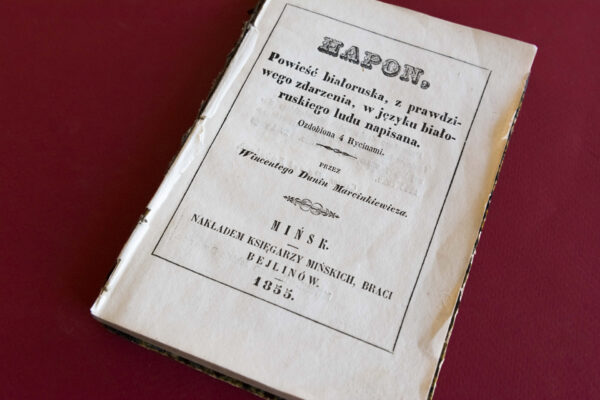 HAPON,
Powieść białoruska, z prawdzi-
wego zdarzenia, w języku biało-
ruskiego ludu napisana.
Ozdobiona 4 Rycinami.
PRZEZ
Wincentego Dunin Marcinkiewicza.
MIŃSK.
NAKŁADEM KSIĘGARZY MIŃSKICH, BRACI
BEJLINÓW.
1855.